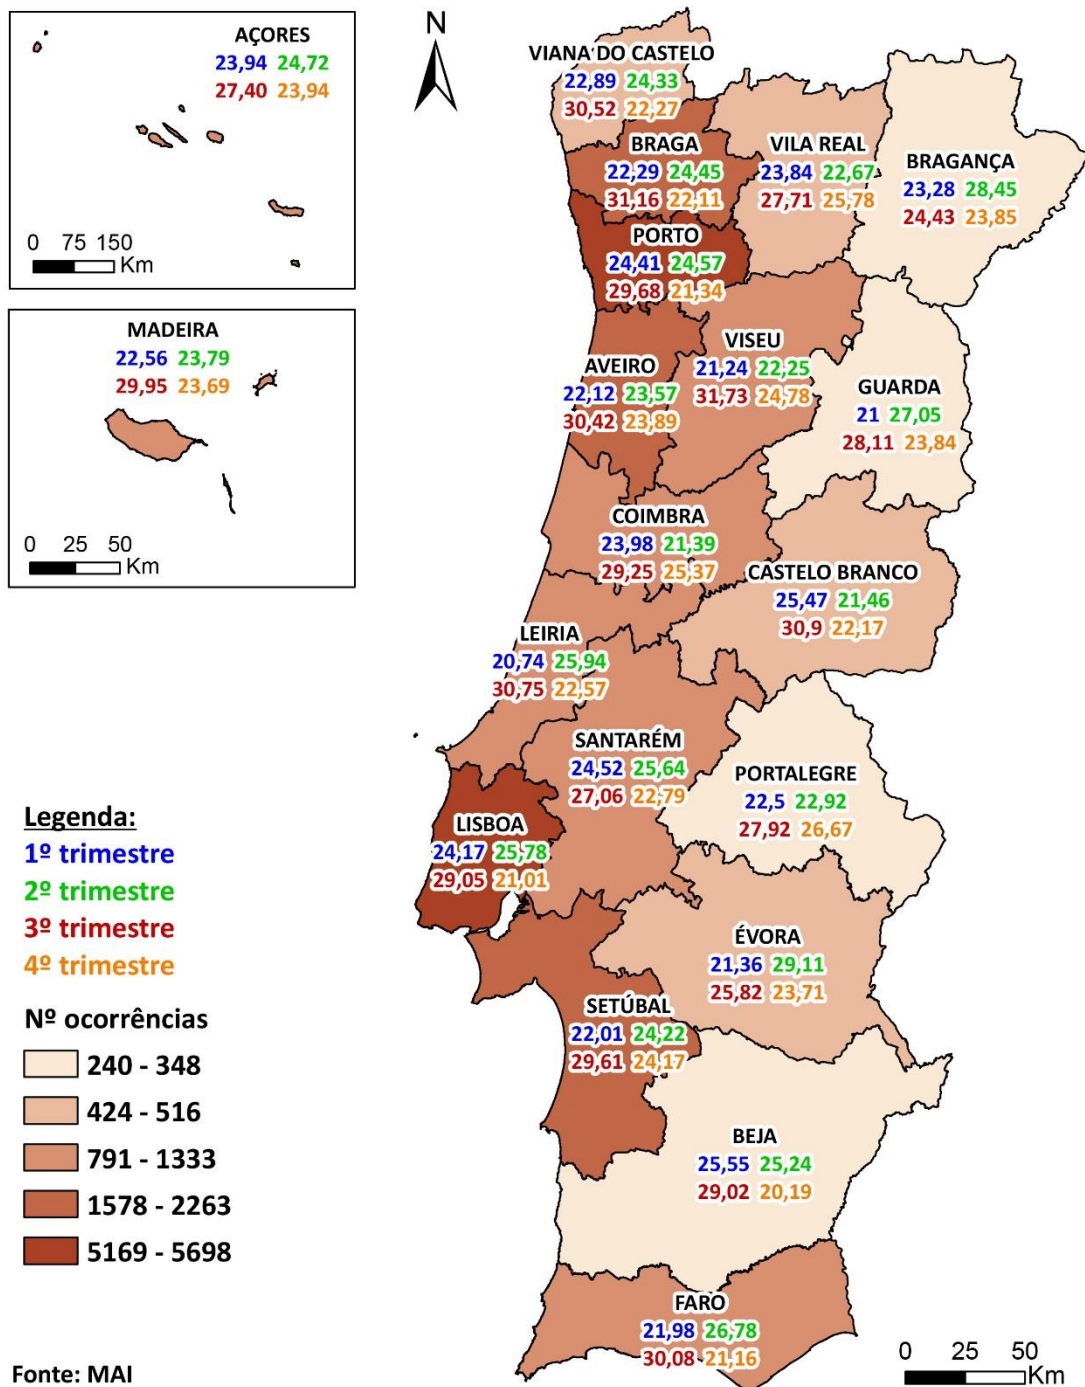 AÇORES
23,94 24,72
27,40 23,94
0 75 150
Km
MADEIRA
22,56 23,79
29,95 23,69
0 25 50
Km
N
VIANA DO CASTELO
22,89 24,33
30,52 22,27
BRAGA
22,29 24,45
31,16 22,11
VILA REAL
23,84 22,67
27,71 25,78
BRAGANÇA
23,28 28,45
24,43 23,85
PORTO
24,41 24,57
29,68 21,34
AVEIRO
22,12 23,57
30,42 23,89
VISEU
21,24 22,25
31,73 24,78
GUARDA
21 27,05
28,11 23,84
COIMBRA
23,98 21,39
29,25 25,37
CASTELO BRANCO
25,47 21,46
30,9 22,17
LEIRIA
20,74 25,94
30,75 22,57
SANTARÉM
24,52 25,64
27,06 22,79
PORTALEGRE
22,5 22,92
27,92 26,67
LISBOA
24,17 25,78
29,05 21,01
ÉVORA
21,36 29,11
25,82 23,71
SETÚBAL
22,01 24,22
29,61 24,17
BEJA
25,55 25,24
29,02 20,19
FARO
21,98 26,78
30,08 21,16
Legenda:
1º trimestre
2º trimestre
3º trimestre
4º trimestre
Nº ocorrências
240 - 348
424 - 516
791 - 1333
1578 - 2263
5169 - 5698
Fonte: MAI
0 25 50
Km